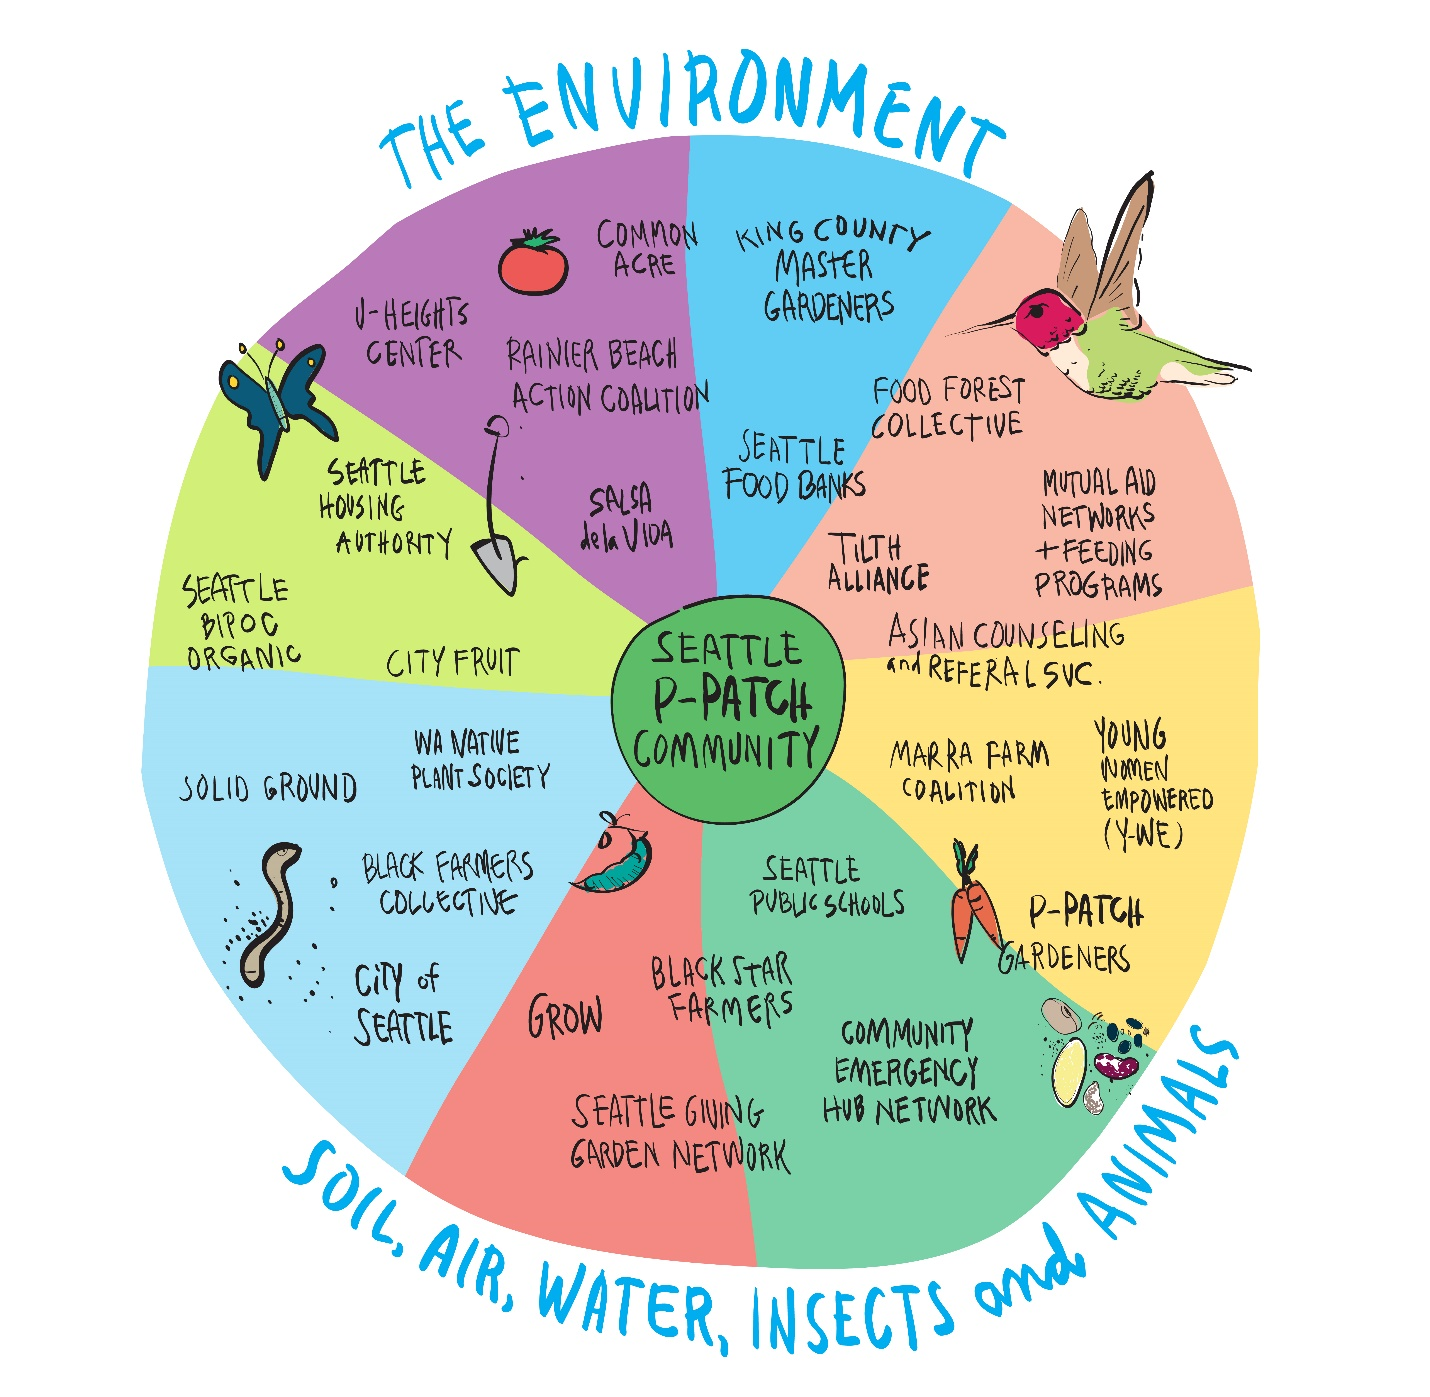 THE ENVIRONMENT
COMMON
ACRE
U-HEIGHTS
CENTER
RAINIER BEACH
ACTION COALITION
SALSA
de la VIDA
KING COUNTY
MASTER
GARDENERS
SEATTLE
FOOD BANKS
FOOD FOREST
COLLECTIVE
MUTUAL AID
NETWORKS
+ FEEDING
PROGRAMS
TILTH
ALLIANCE
ASIAN COUNSELING
and REFERAL SVC.
MARRA FARM
COALITION
YOUNG
WOMEN
EMPOWERED
(Y-WE)
P-PATCH
GARDENERS
SEATTLE
PUBLIC SCHOOLS
COMMUNITY
EMERGENCY
HUB NETWORK
BLACK STAR
FARMERS
GROW
SEATTLE GIVING
GARDEN NETWORK
WA NATIVE
PLANT SOCIETY
SOLID GROUND
BLACK FARMERS
COLLECTIVE
CITY of
SEATTLE
SEATTLE
HOUSING
AUTHORITY
SEATTLE
BIPOC
ORGANIC
CITY FRUIT
SEATTLE
P-PATCH
COMMUNITY
SOIL, AIR, WATER, INSECTS and ANIMALS